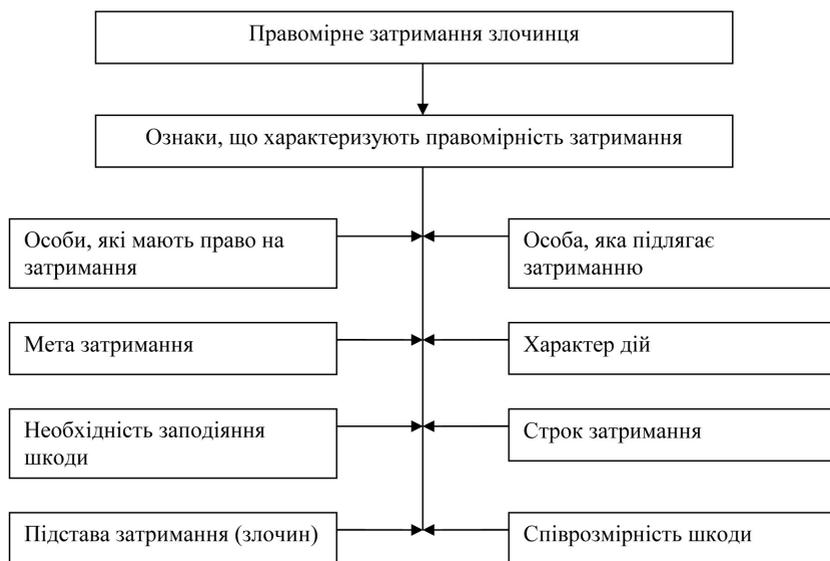 Правомірне затримання злочинця
Ознаки, що характеризують правомірність затримання
Особи, які мають право на
затримання
Особа, яка підлягає
затриманню
Мета затримання
Характер дій
Необхідність заподіяння
шкоди
Строк затримання
Підстава затримання (злочин)
Співрозмірність шкоди